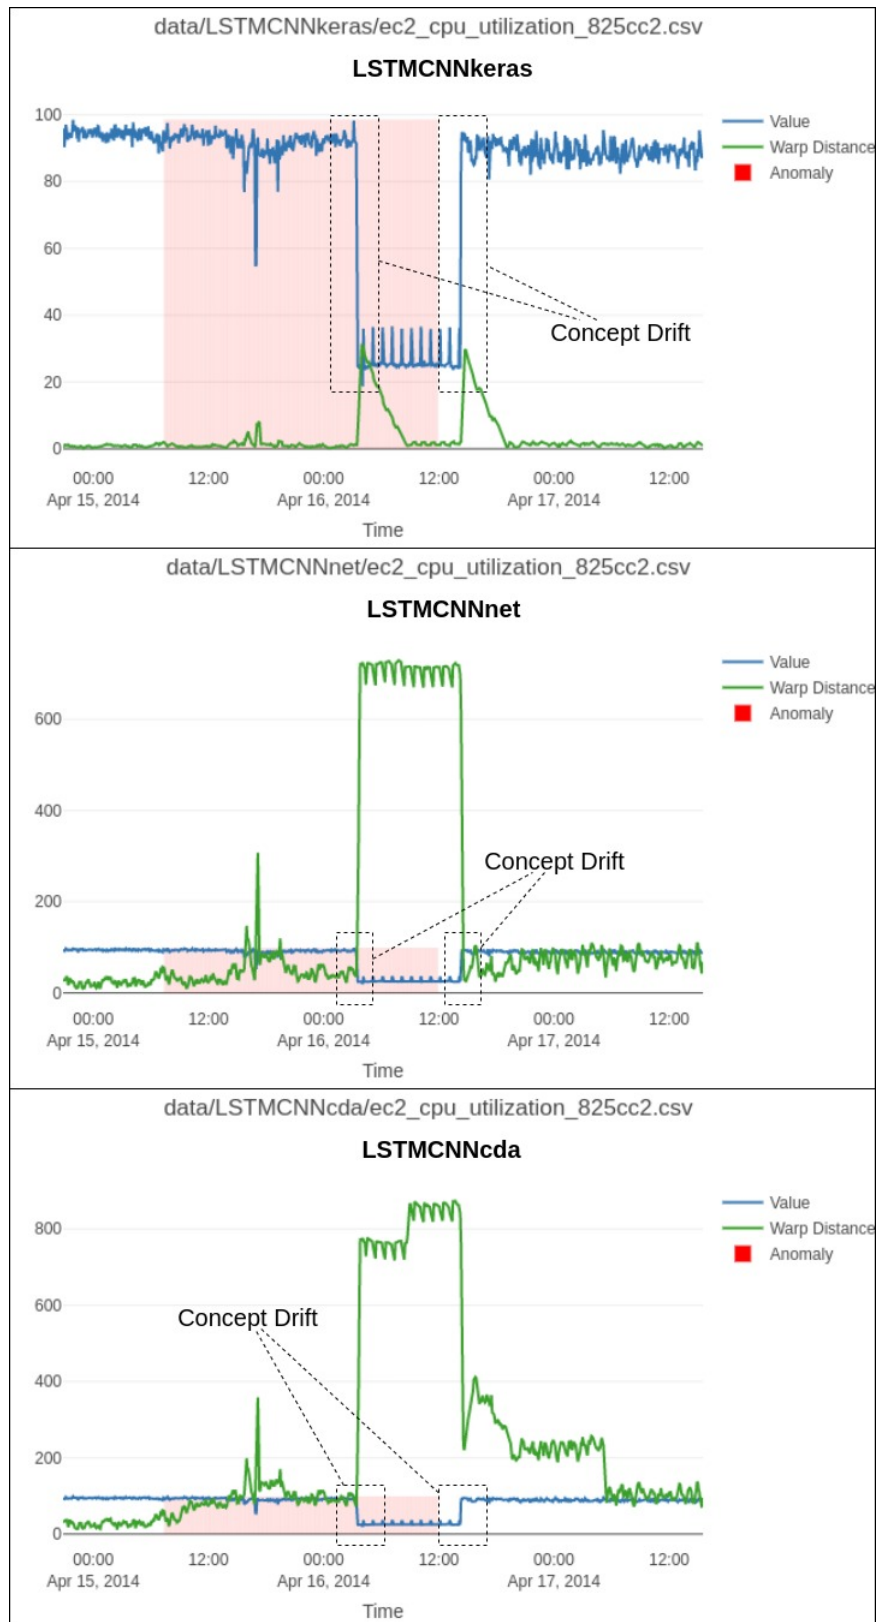 data/LSTMCNNkeras/ec2_cpu_utilization_825cc2.csv
LSTMCNNkeras
100
80
60
40
20
0
Value
Warp Distance
Anomaly
Concept Drift
00:00 12:00 00:00 12:00 00:00 12:00
Apr 15, 2014 Apr 16, 2014 Apr 17, 2014
Time
data/LSTMCNNnet/ec2_cpu_utilization_825cc2.csv
LSTMCNNnet
600
400
200
0
Value
Warp Distance
Anomaly
Concept Drift
00:00 12:00 00:00 12:00 00:00 12:00
Apr 15, 2014 Apr 16, 2014 Apr 17, 2014
Time
data/LSTMCNNcda/ec2_cpu_utilization_825cc2.csv
LSTMCNNcda
800
600
400
200
0
Value
Warp Distance
Anomaly
Concept Drift
00:00 12:00 00:00 12:00 00:00 12:00
Apr 15, 2014 Apr 16, 2014 Apr 17, 2014
Time